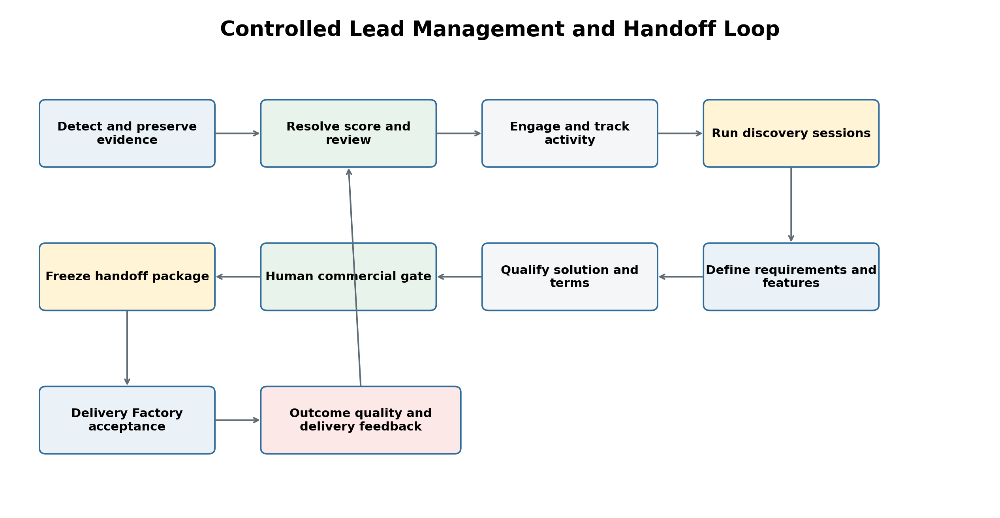 Controlled Lead Management and Handoff Loop
Detect and preserve
evidence
Resolve score and
review
Engage and track
activity
Run discovery sessions
Freeze handoff package
Human commercial gate
Qualify solution and
terms
Define requirements and
features
Delivery Factory
acceptance
Outcome quality and
delivery feedback